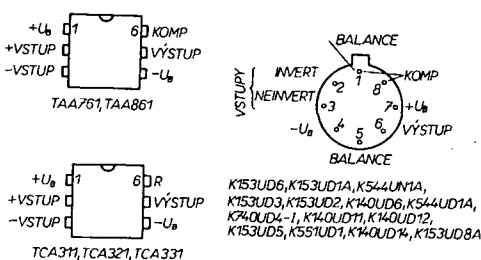 +U_B 1 6 KOMP
+VSTUP VÝSTUP
-VSTUP -U_B
TAA761, TAA861
+U_B 1 6 R
+VSTUP VÝSTUP
-VSTUP -U_B
TCA311, TCA321, TCA331
BALANCE
VSTUPY
INVERT
NEINVERT
KOMP
1
2
8
3
7 +U_B
-U_B 4
6 VÝSTUP
5
BALANCE
K153UD6, K153UD1A, K544UN1A,
K153UD3, K153UD2, K140UD6, K544UD1A,
K740UD4-1, K140UD11, K140UD12,
K153UD5, K551UD1, K140UD14, K153UD8A